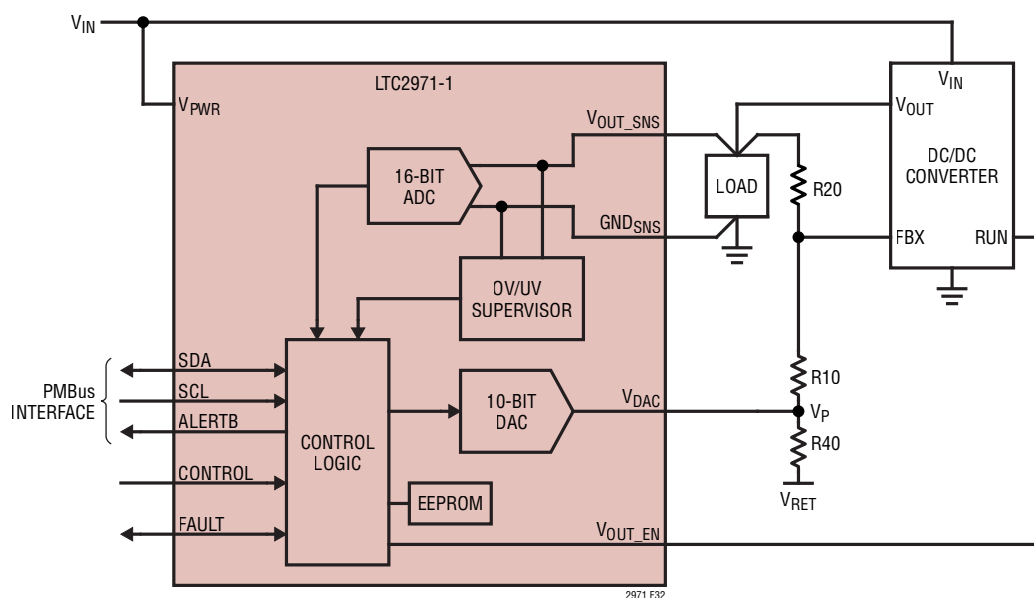 VIN
LTC2971-1
VPWR
VOUT_SNS
VIN
VOUT
DC/DC
CONVERTER
16-BIT
ADC
LOAD
R20
GNDSNS
FBX
RUN
OV/UV
SUPERVISOR
PMBus
INTERFACE
SDA
SCL
ALERTB
CONTROL
FAULT
CONTROL
LOGIC
10-BIT
DAC
VDAC
R10
VP
R40
VRET
EEPROM
VOUT_EN
2971 F32